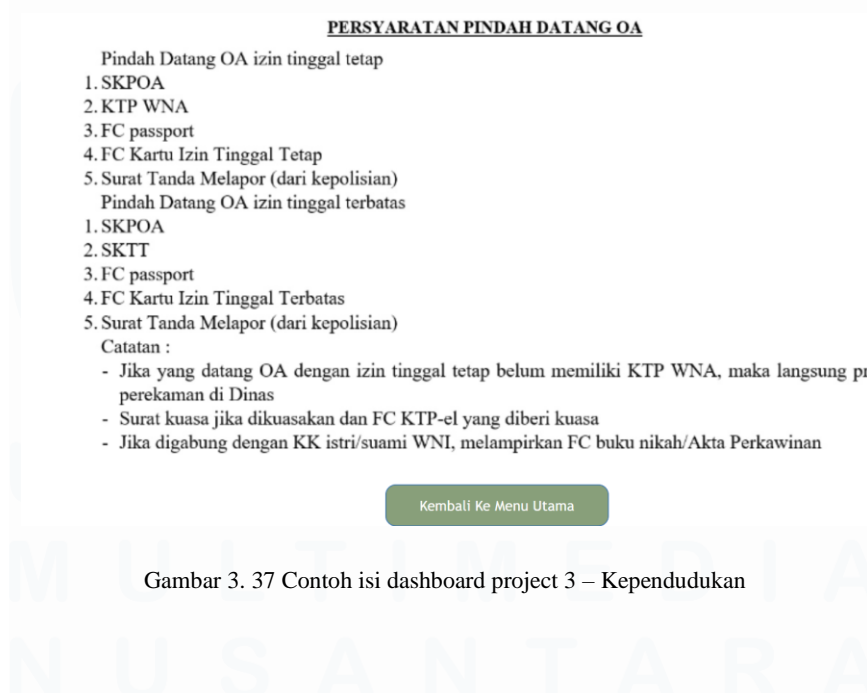 PERSYARATAN PINDAH DATANG OA
Pindah Datang OA izin tinggal tetap
1. SKPOA
2. KTP WNA
3. FC passport
4. FC Kartu Izin Tinggal Tetap
5. Surat Tanda Melapor (dari kepolisian)
Pindah Datang OA izin tinggal terbatas
1. SKPOA
2. SKTT
3. FC passport
4. FC Kartu Izin Tinggal Terbatas
5. Surat Tanda Melapor (dari kepolisian)
Catatan :
- Jika yang datang OA dengan izin tinggal tetap belum memiliki KTP WNA, maka langsung
perekaman di Dinas
- Surat kuasa jika dikuasakan dan FC KTP-el yang diberi kuasa
- Jika digabung dengan KK istri/suami WNI, melampirkan FC buku nikah/Akta Perkawinan
Kembali Ke Menu Utama
Gambar 3. 37 Contoh isi dashboard project 3 – Kependudukan
MULTIMEDIA
NUSANTARA